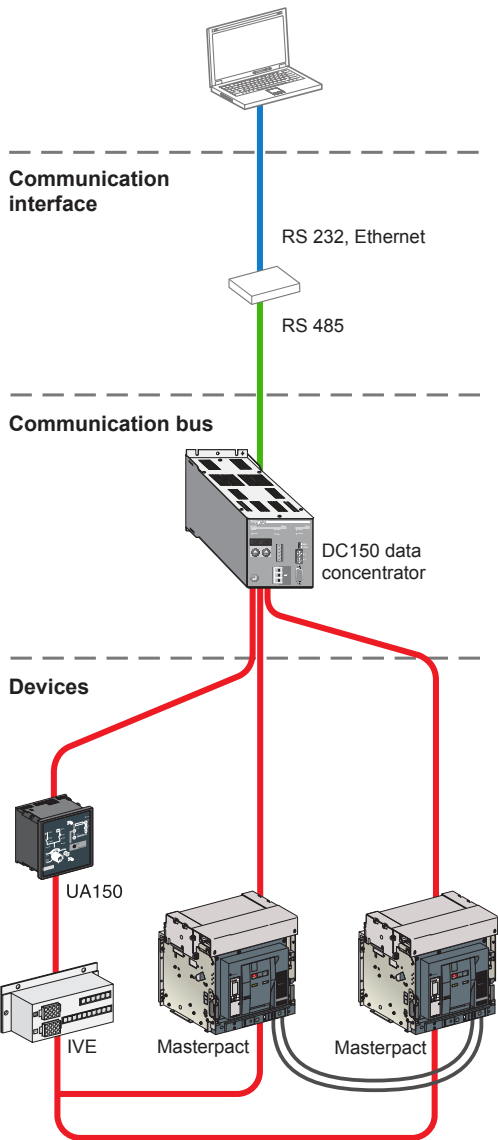 Communication
interface
RS 232, Ethernet
RS 485
Communication bus
DC150 data
concentrator
Devices
UA150
IVE
Masterpact
Masterpact